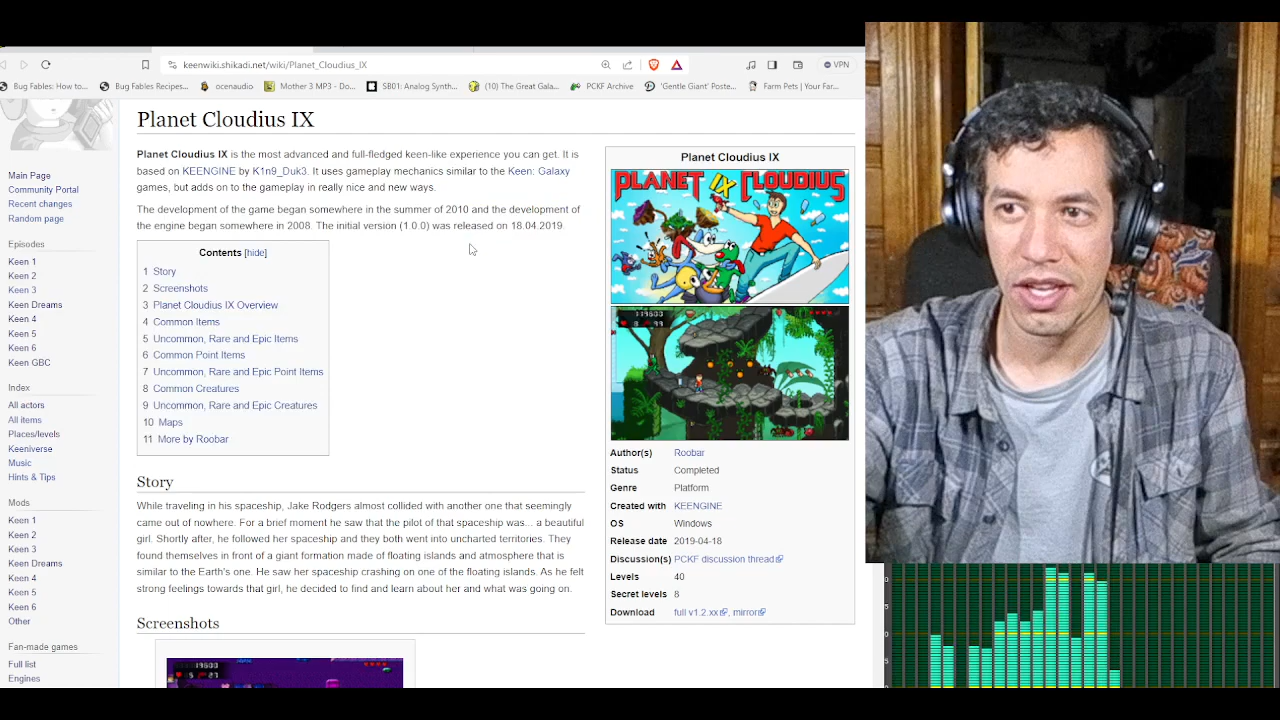 keenwiki.shikadi.net/wiki/Planet_Cloudius_IX
VPN
Bug Fables: How to...
Bug Fables Recipes...
ocenaudio
Mother 3 MP3 - Do...
SB01: Analog Synth...
(10) The Great Gala...
PCKF Archive
'Gentle Giant' Poste...
Farm Pets | Your Far...
Main Page
Community Portal
Recent changes
Random page
Episodes
Keen 1
Keen 2
Keen 3
Keen Dreams
Keen 4
Keen 5
Keen 6
Keen GBC
Index
All actors
All items
Places/levels
Keeniverse
Music
Hints & Tips
Mods
Keen 1
Keen 2
Keen 3
Keen Dreams
Keen 4
Keen 5
Keen 6
Other
Fan-made games
Full list
Engines
Planet Cloudius IX
Planet Cloudius IX is the most advanced and full-fledged keen-like experience you can get. It is
based on KEENGINE by K1n9_Duk3. It uses gameplay mechanics similar to the Keen: Galaxy
games, but adds on to the gameplay in really nice and new ways.
The development of the game began somewhere in the summer of 2010 and the development of
the engine began somewhere in 2008. The initial version (1.0.0) was released on 18.04.2019
Contents [hide]
1 Story
2 Screenshots
3 Planet Cloudius IX Overview
4 Common Items
5 Uncommon, Rare and Epic Items
6 Common Point Items
7 Uncommon, Rare and Epic Point Items
8 Common Creatures
9 Uncommon, Rare and Epic Creatures
10 Maps
11 More by Roobar
Story
While traveling in his spaceship, Jake Rodgers almost collided with another one that seemingly
came out of nowhere. For a brief moment he saw that the pilot of that spaceship was... a beautiful
girl. Shortly after, he followed her spaceship and they both went into uncharted territories. They
found themselves in front of a giant formation made of floating islands and atmosphere that is
similar to the Earth's one. He saw her spaceship crashing on one of the floating islands. As he felt
strong feelings towards that girl, he decided to find and learn about her and what was going on.
Screenshots
Planet Cloudius IX
PLANET IX CLOUDIUS
Author(s) Roobar
Status Completed
Genre Platform
Created with KEENGINE
OS Windows
Release date 2019-04-18
Discussion(s) PCKF discussion thread
Levels 40
Secret levels 8
Download full v1.2.xx, mirror